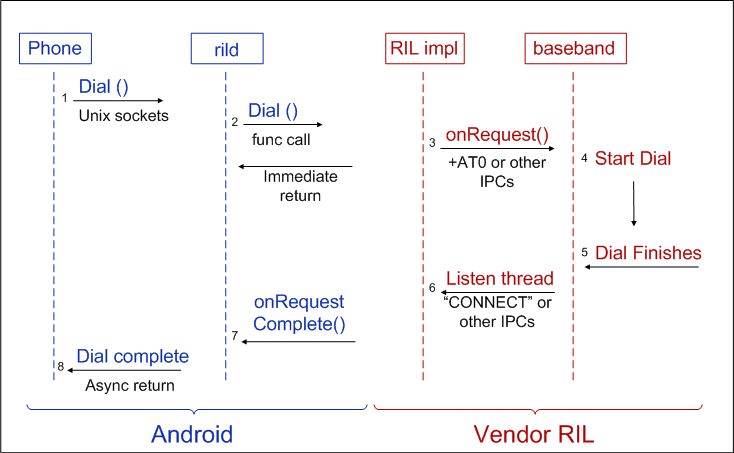 Phone
rild
RIL impl
baseband
1
Dial ()
Unix sockets
2
Dial ()
func call
Immediate
return
3
onRequest()
+AT0 or other
IPCs
4
Start Dial
5
Dial Finishes
6
Listen thread
“CONNECT” or
other IPCs
7
onRequest
Complete()
8
Dial complete
Async return
Android
Vendor RIL